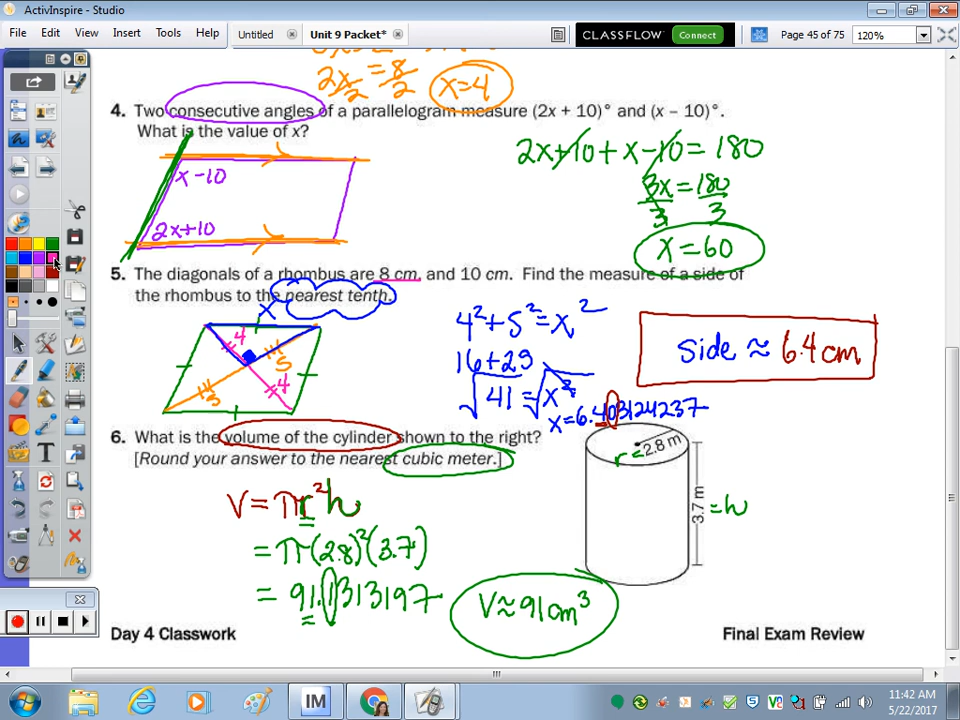 ActivInspire - Studio
File Edit View Insert Tools Help Untitled Unit 9 Packet* CLASSFLOW Connect Page 45 of 75 120%
2x/2 = 8/2 x=4
4. Two consecutive angles of a parallelogram measure (2x + 10)° and (x – 10)°.
What is the value of x?
2x+10 + x-10 = 180
3x/3 = 180/3
x = 60
x-10
2x+10
5. The diagonals of a rhombus are 8 cm, and 10 cm. Find the measure of a side of
the rhombus to the nearest tenth.
x
4
5
4
5
4² + 5² = x²
16+25
√41 = √x²
x=6.403124237
Side ≈ 6.4 cm
6. What is the volume of the cylinder shown to the right?
[Round your answer to the nearest cubic meter.]
r = 2.8 m
3.7 m = h
V = πr²h
= π(2.8)²(3.7)
= 91.1313197
V ≈ 91 cm³
Day 4 Classwork Final Exam Review
IM
11:42 AM
5/22/2017